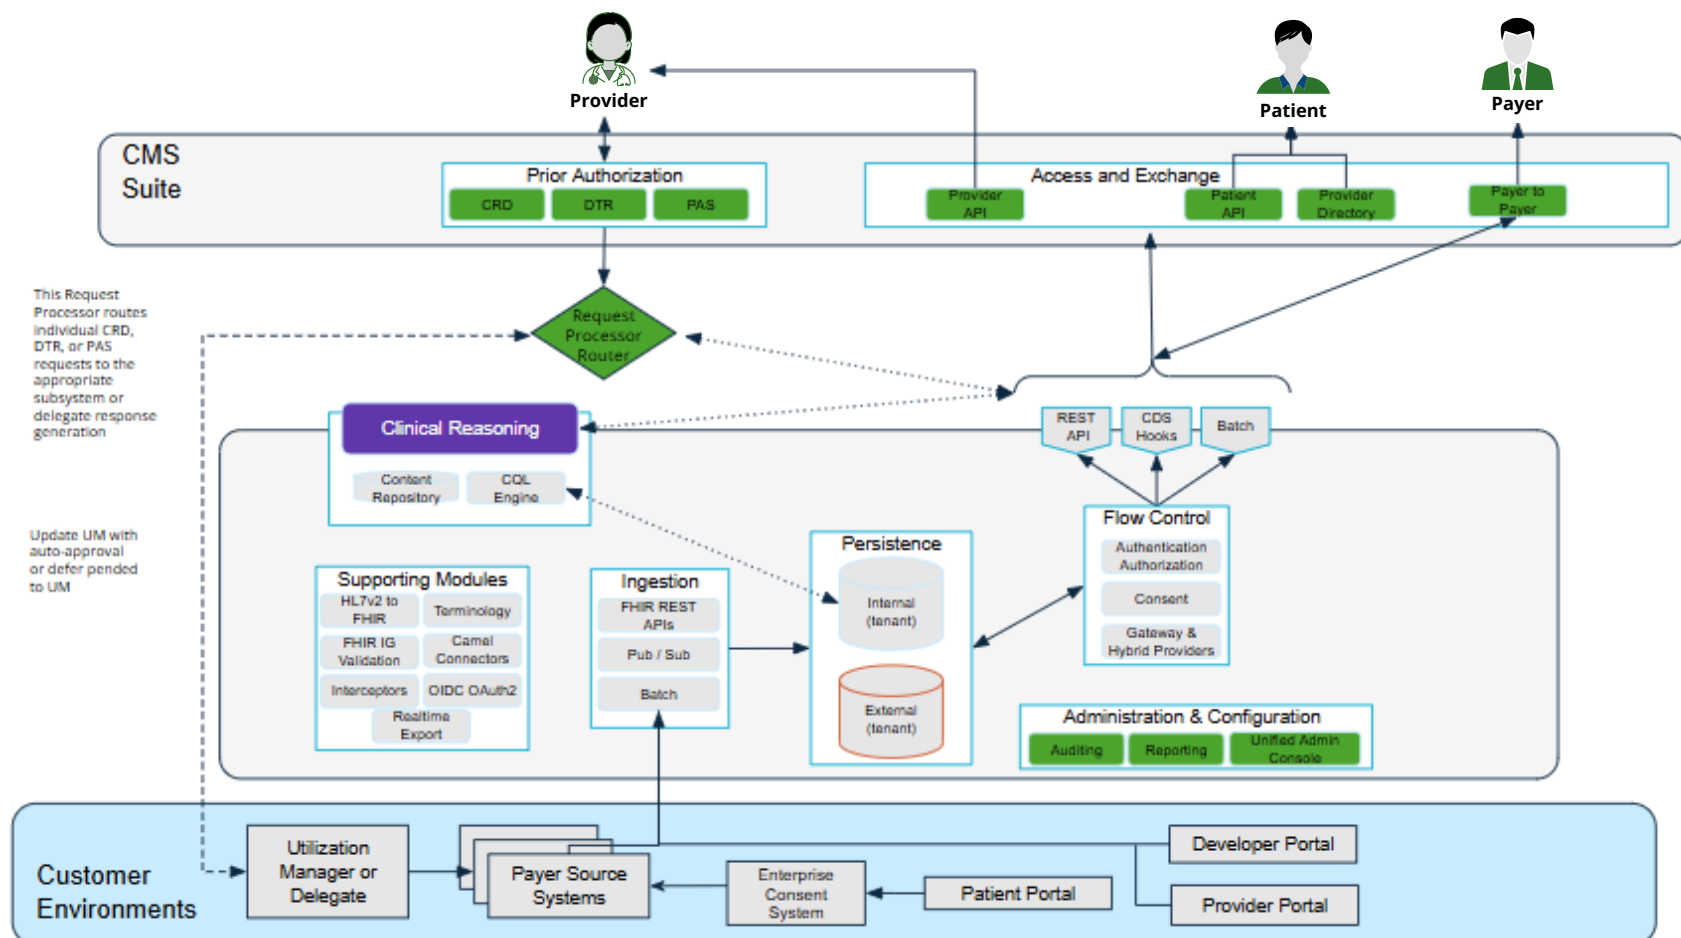 Provider
Patient
Payer
CMS
Suite
Prior Authorization
CRD
DTR
PAS
Access and Exchange
Provider
API
Patient
API
Provider
Directory
Payer to
Payer
This Request
Processor routes
individual CRD,
DTR, or PAS
requests to the
appropriate
subsystem or
delegate response
generation
Request
Processor
Router
Clinical Reasoning
Content
Repository
CQL
Engine
REST
API
CDS
Hooks
Batch
Flow Control
Authentication
Authorization
Consent
Gateway &
Hybrid Providers
Update UM with
auto-approval
or defer pended
to UM
Supporting Modules
HL7v2 to
FHIR
Terminology
FHIR IG
Validation
Camel
Connectors
Interceptors
OIDC OAuth2
Realtime
Export
Ingestion
FHIR REST
APIs
Pub / Sub
Batch
Persistence
Internal
(tenant)
External
(tenant)
Administration & Configuration
Auditing
Reporting
Unified Admin
Console
Customer
Environments
Utilization
Manager or
Delegate
Payer Source
Systems
Enterprise
Consent
System
Patient Portal
Developer Portal
Provider Portal